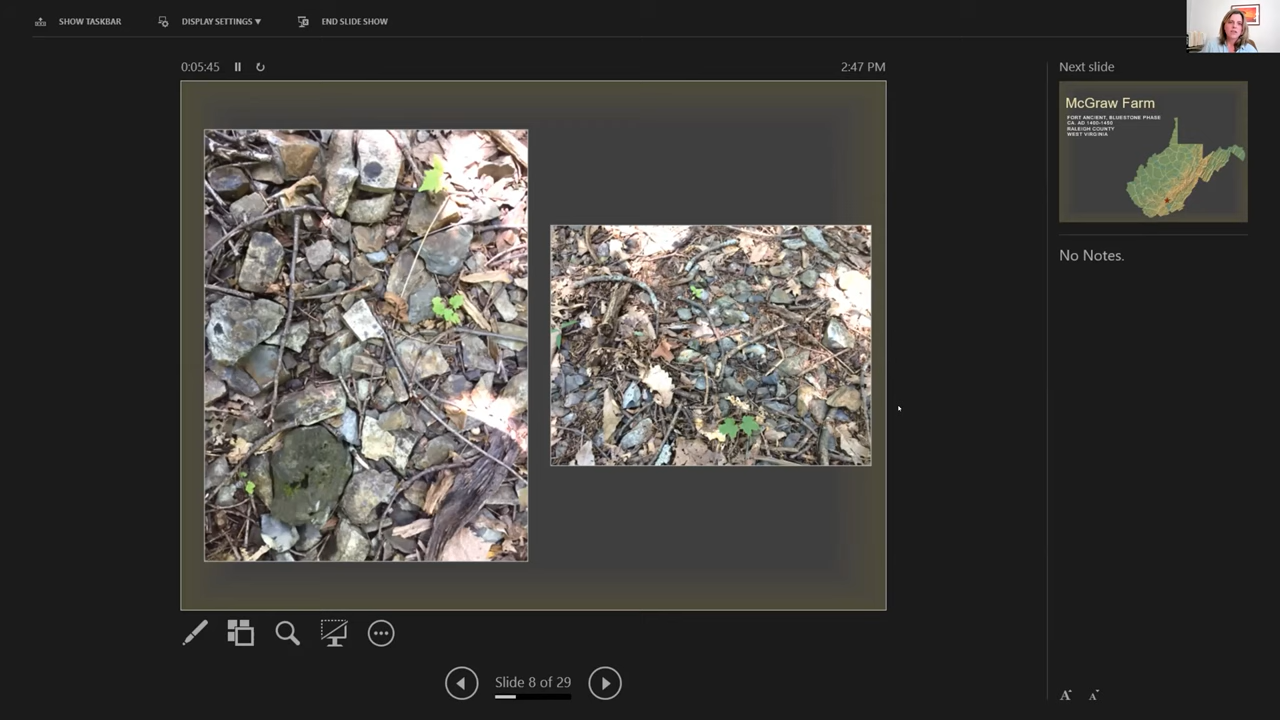 SHOW TASKBAR
DISPLAY SETTINGS ▼
END SLIDE SHOW
0:05:45
2:47 PM
Next slide
McGraw Farm
FORT ANCIENT, BLUESTONE PHASE
CA. AD 1400-1450
RALEIGH COUNTY
WEST VIRGINIA
No Notes.
Slide 8 of 29
A
A